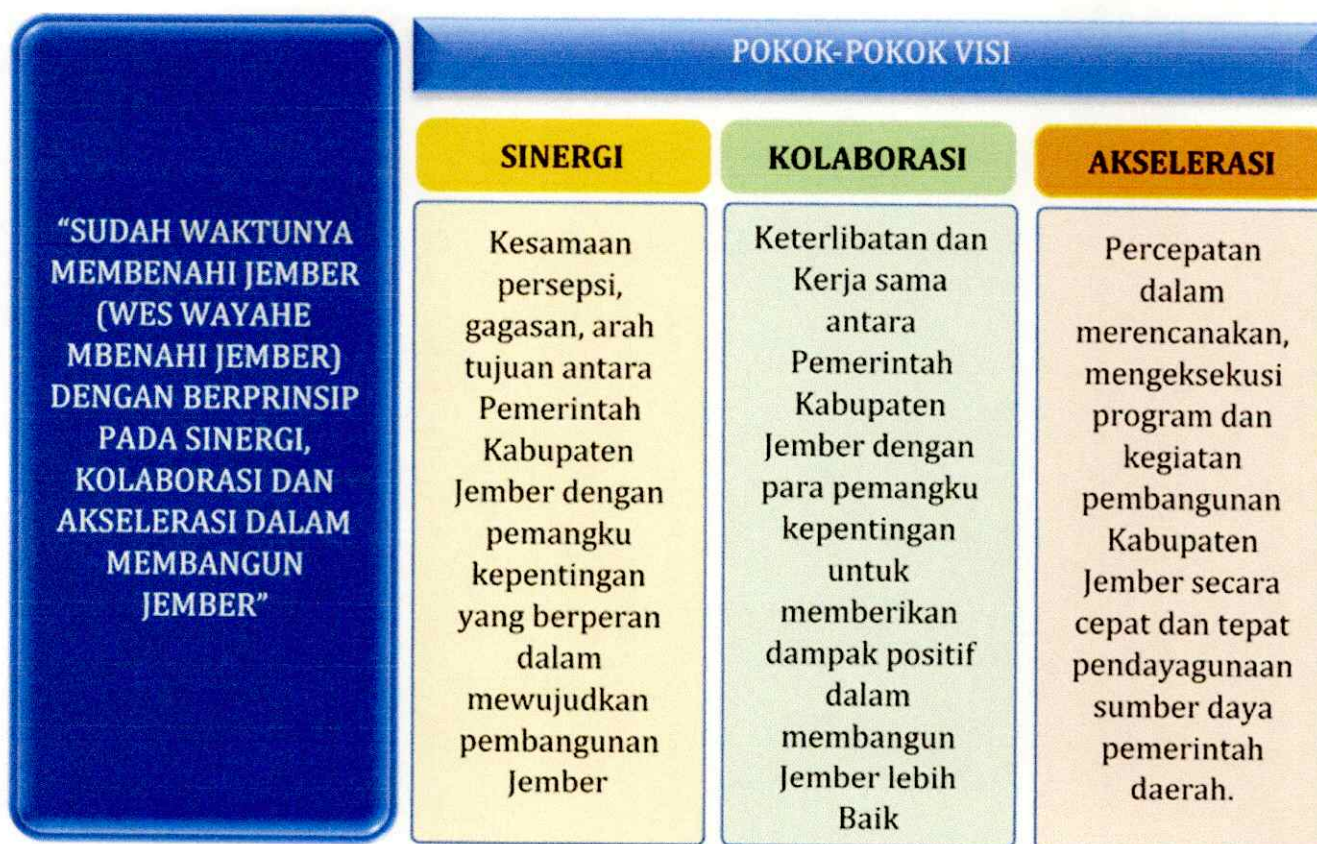 "SUDAH WAKTUNYA
MEMBENAHI JEMBER
(WES WAYAHE
MBENAHI JEMBER)
DENGAN BERPRINSIP
PADA SINERGI,
KOLABORASI DAN
AKSELERASI DALAM
MEMBANGUN
JEMBER"
POKOK-POKOK VISI
SINERGI
Kesamaan
persepsi,
gagasan, arah
tujuan antara
Pemerintah
Kabupaten
Jember dengan
pemangku
kepentingan
yang berperan
dalam
mewujudkan
pembangunan
Jember
KOLABORASI
Keterlibatan dan
Kerja sama
antara
Pemerintah
Kabupaten
Jember dengan
para pemangku
kepentingan
untuk
memberikan
dampak positif
dalam
membangun
Jember lebih
Baik
AKSELERASI
Percepatan
dalam
merencanakan,
mengeksekusi
program dan
kegiatan
pembangunan
Kabupaten
Jember secara
cepat dan tepat
pendayagunaan
sumber daya
pemerintah
daerah.